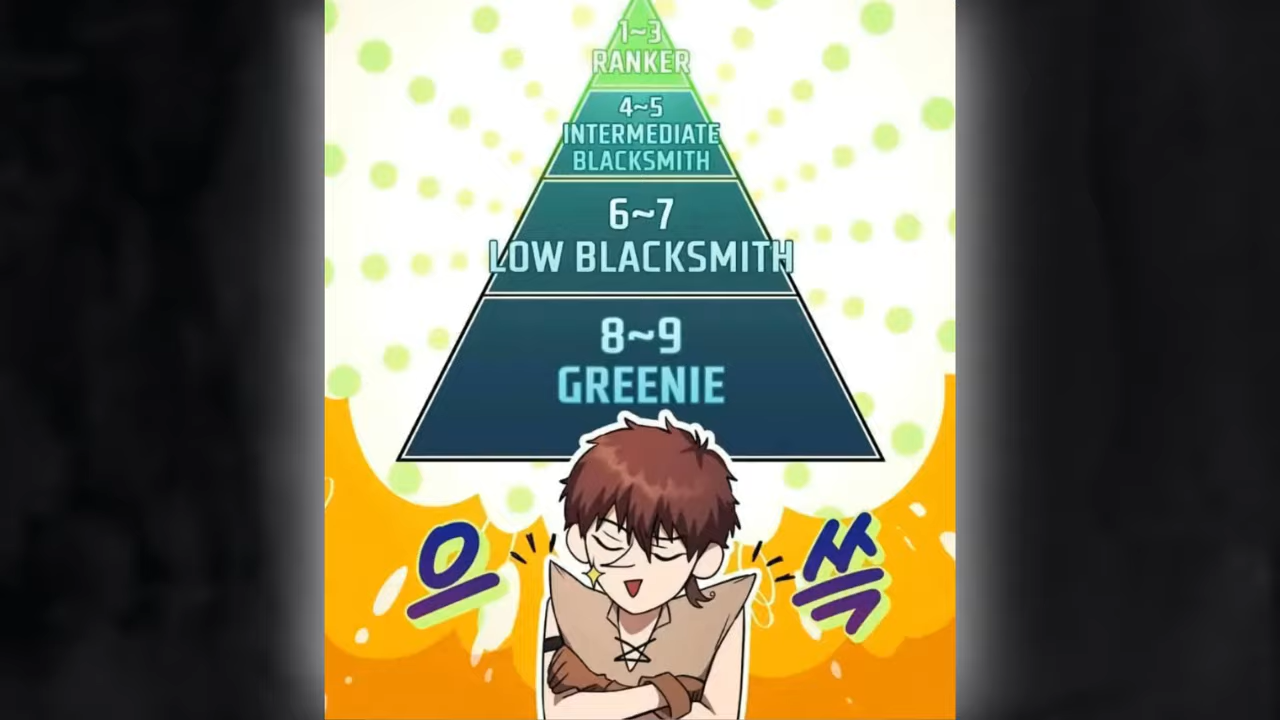 1~3
RANKER
4~5
INTERMEDIATE
BLACKSMITH
6~7
LOW BLACKSMITH
8~9
GREENIE
으쓱